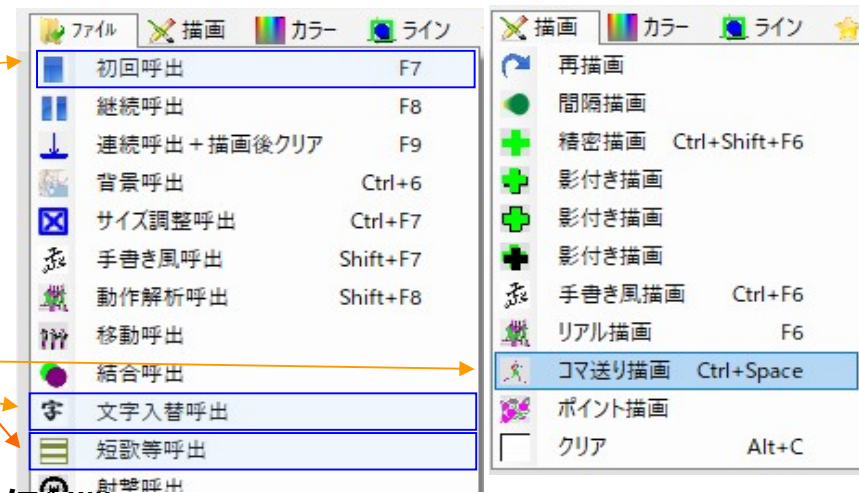 ファイル 描画 カラー ライン
初回呼出 F7
継続呼出 F8
連続呼出+描画後クリア F9
背景呼出 Ctrl+6
サイズ調整呼出 Ctrl+F7
手書き風呼出 Shift+F7
動作解析呼出 Shift+F8
移動呼出
結合呼出
字 文字入替呼出
短歌等呼出
射撃呼出
描画 カラー ライン
再描画
間隔描画
精密描画 Ctrl+Shift+F6
影付き描画
影付き描画
影付き描画
手書き風描画 Ctrl+F6
リアル描画 F6
コマ送り描画 Ctrl+Space
ポイント描画
クリア Alt+C